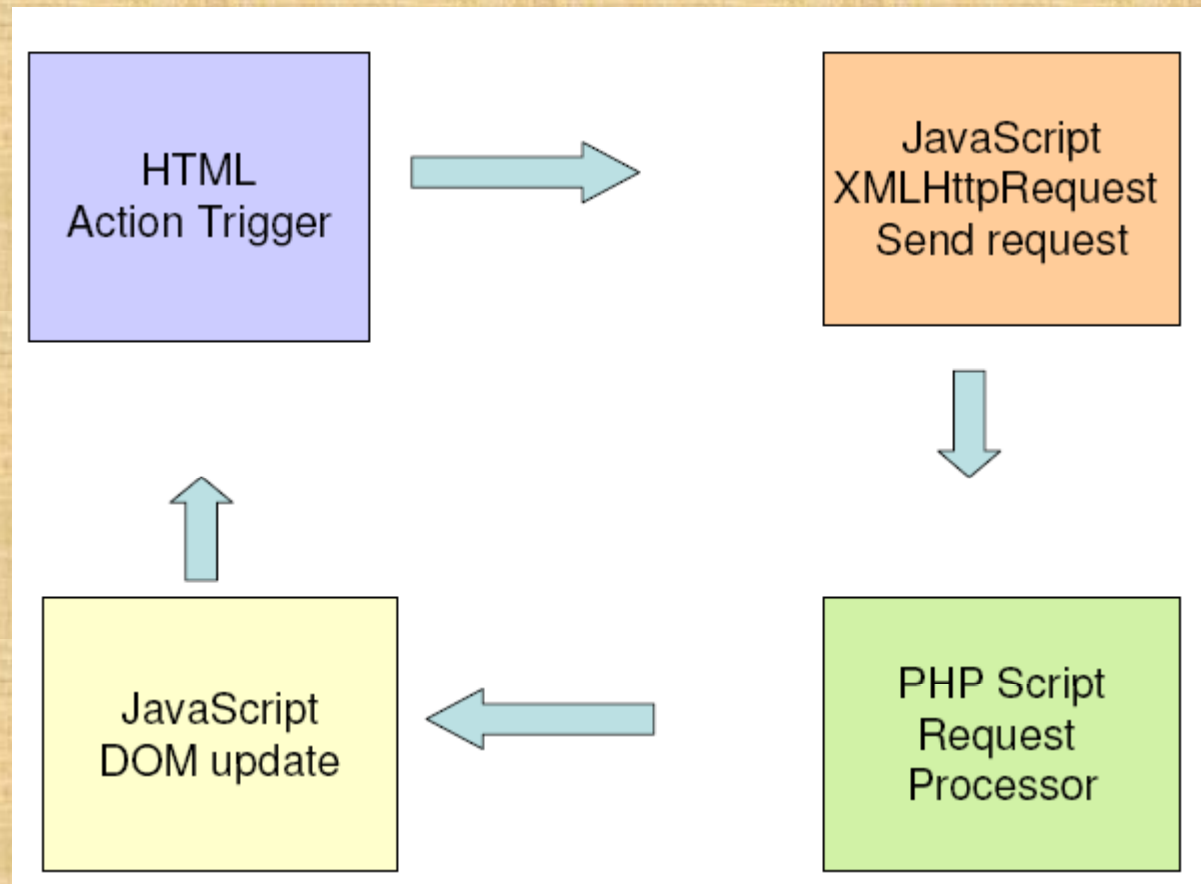 HTML
Action Trigger
JavaScript
XMLHttpRequest
Send request
JavaScript
DOM update
PHP Script
Request
Processor